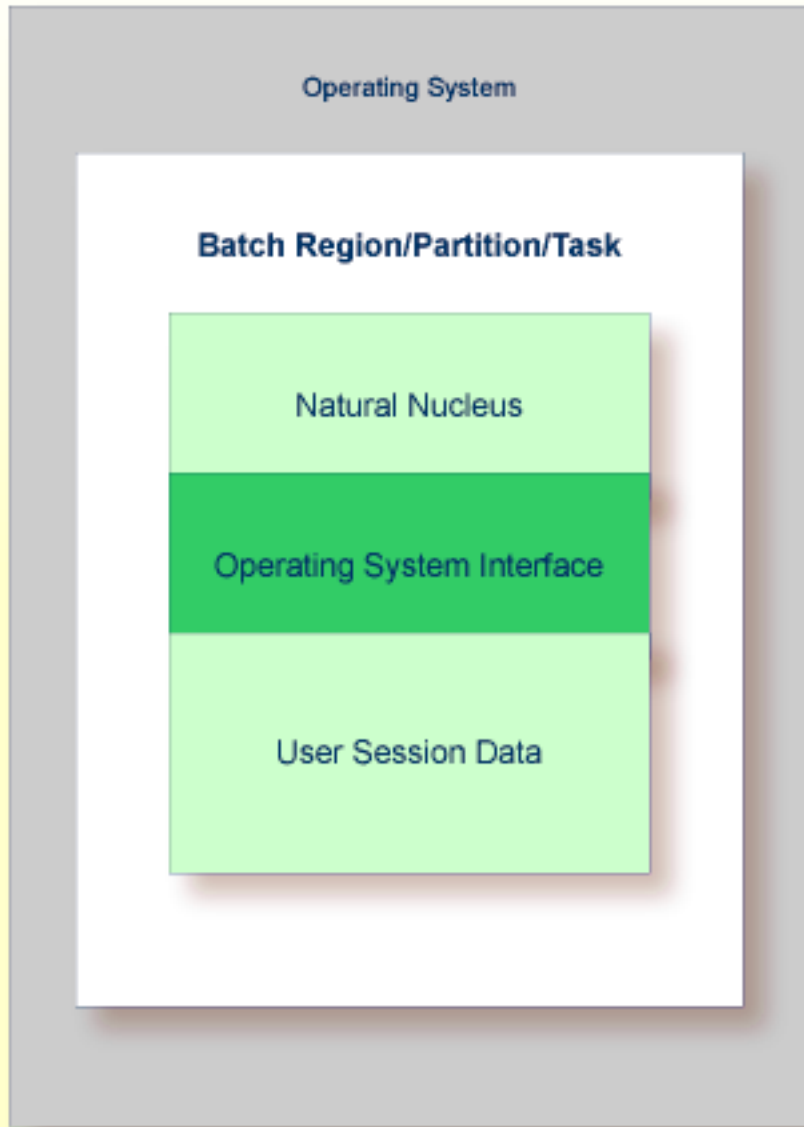 Operating System
Batch Region/Partition/Task
Natural Nucleus
Operating System Interface
User Session Data